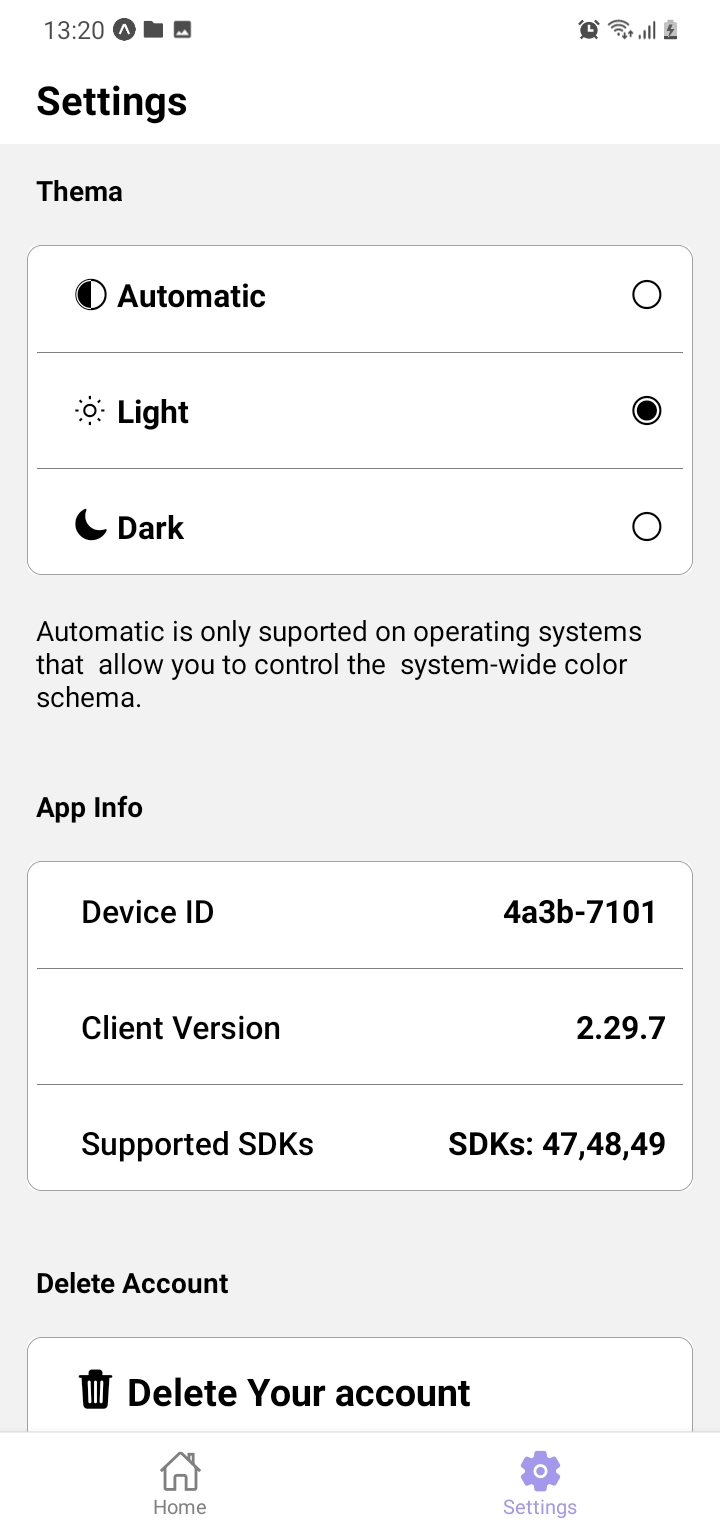 13:20
Settings
Thema
Automatic
Light
Dark
Automatic is only suported on operating systems
that  allow you to control the  system-wide color
schema.
App Info
Device ID 4a3b-7101
Client Version 2.29.7
Supported SDKs SDKs: 47,48,49
Delete Account
Delete Your account
Home Settings